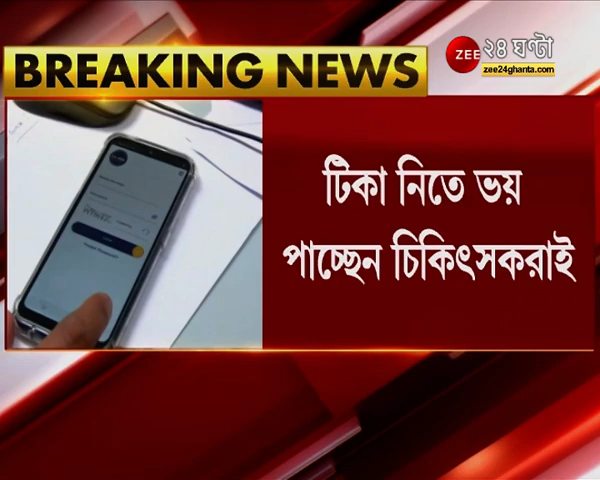 BREAKING NEWS
ZEE ২৪ ঘণ্টা
zee24ghanta.com
টিকা নিতে ভয়
পাচ্ছেন চিকিৎসকরাই